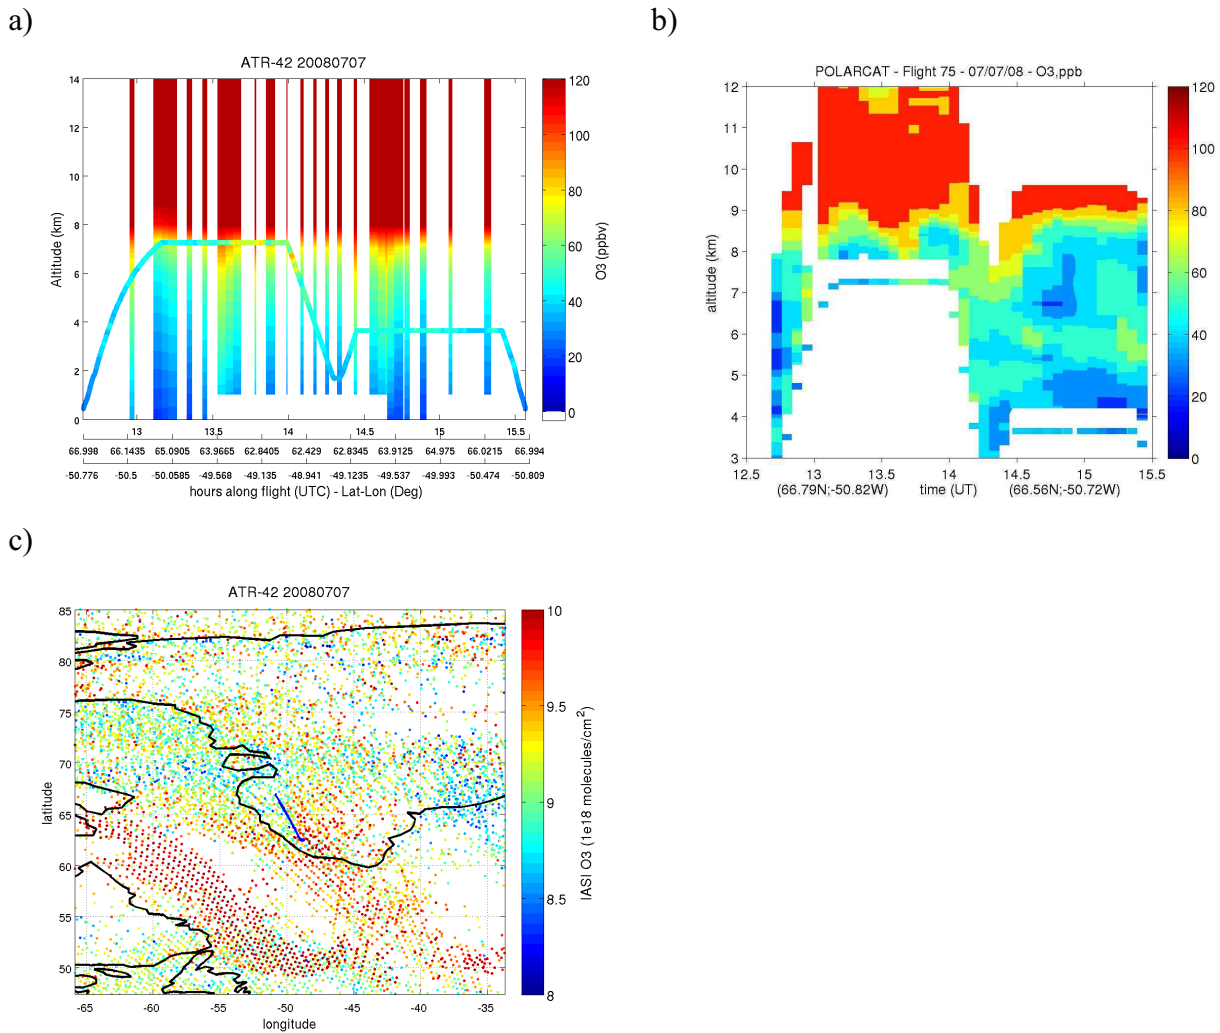 a)
ATR-42 20080707
14
12
10
8
6
4
2
0
Altitude (km)
120
100
80
60
40
20
0
O3 (ppbv)
13 13.5 14 14.5 15 15.5
66.998 66.1435 65.0905 63.9665 62.8405 62.429 62.8345 63.9125 64.975 66.0215 66.994
-50.776 -50.5 -50.0585 -49.568 -49.308 -48.941 -49.1235 -49.537 -49.993 -50.474 -50.809
hours along flight (UTC) - Lat-Lon (Deg)
b)
POLARCAT - Flight 75 - 07/07/08 - O3,ppb
12
11
10
9
8
7
6
5
4
3
altitude (km)
120
100
80
60
40
20
0
12.5 13 13.5 14 14.5 15 15.5
(66.79N;-50.82W) time (UT) (66.56N;-50.72W)
c)
ATR-42 20080707
85
80
75
70
65
60
55
50
latitude
10
9.5
9
8.5
8
IASI O3 (1e18 molecules/cm²)
-65 -60 -55 -50 -45 -40 -35
longitude